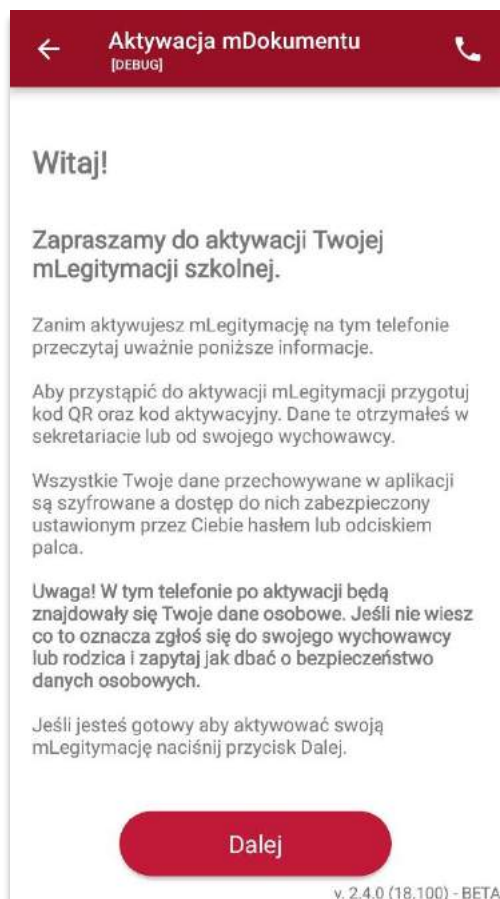 Aktywacja mDokumentu
[DEBUG]
Witaj!
Zapraszamy do aktywacji Twojej
mLegitymacji szkolnej.
Zanim aktywujesz mLegitymację na tym telefonie
przeczytaj uważnie poniższe informacje.
Aby przystąpić do aktywacji mLegitymacji przygotuj
kod QR oraz kod aktywacyjny. Dane te otrzymałeś w
sekretariacie lub od swojego wychowawcy.
Wszystkie Twoje dane przechowywane w aplikacji
są szyfrowane a dostęp do nich zabezpieczony
ustawionym przez Ciebie hasłem lub odciskiem
palca.
Uwaga! W tym telefonie po aktywacji będą
znajdowały się Twoje dane osobowe. Jeśli nie wiesz
co to oznacza zgłoś się do swojego wychowawcy
lub rodzica i zapytaj jak dbać o bezpieczeństwo
danych osobowych.
Jeśli jesteś gotowy aby aktywować swoją
mLegitymację naciśnij przycisk Dalej.
Dalej
v. 2.4.0 (18.100) - BETA